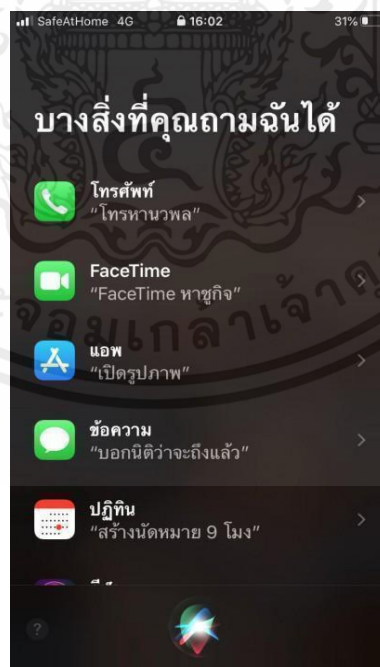 SafeAtHome 4G 16:02 31%
บางสิ่งที่คุณถามฉันได้
โทรศัพท์
"โทรหานวพล"
FaceTime
"FaceTime หาชูกิจ"
แอพ
"เปิดรูปภาพ"
ข้อความ
"บอกนิติว่าจะถึงแล้ว"
ปฏิทิน
"สร้างนัดหมาย 9 โมง"
?